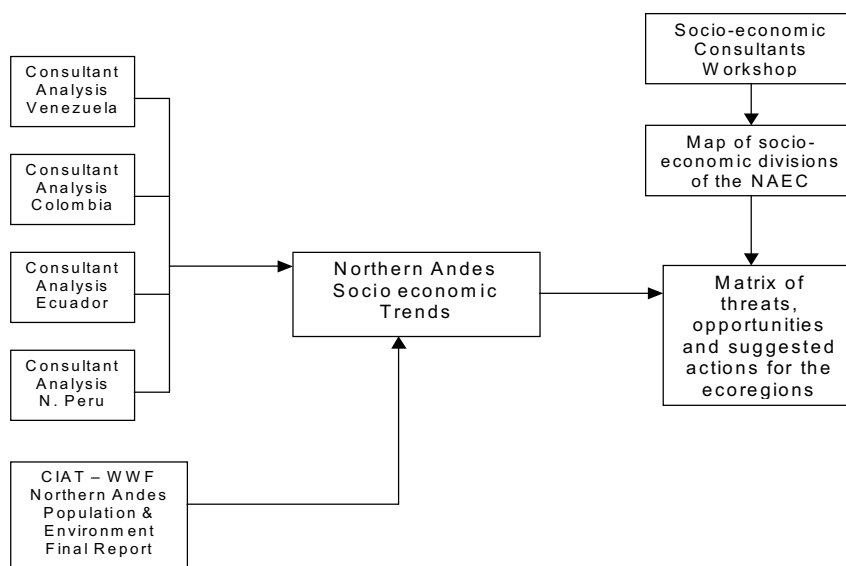 Consultant
Analysis
Venezuela
Consultant
Analysis
Colombia
Consultant
Analysis
Ecuador
Consultant
Analysis
N. Peru
CIAT – WWF
Northern Andes
Population &
Environment
Final Report
Northern Andes
Socio economic
Trends
Socio-economic
Consultants
Workshop
Map of socio-
economic divisions
of the NAEC
Matrix of
threats,
opportunities
and suggested
actions for the
ecoregions